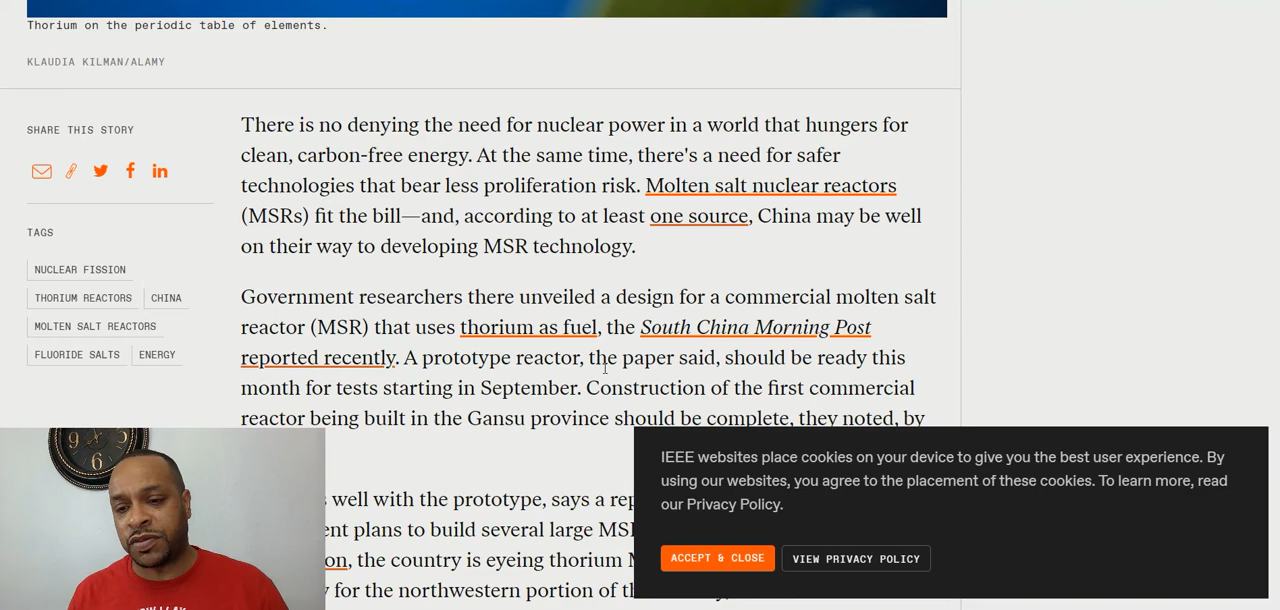 Thorium on the periodic table of elements.
KLAUDIA KILMAN/ALAMY
SHARE THIS STORY
TAGS
NUCLEAR FISSION
THORIUM REACTORS
CHINA
MOLTEN SALT REACTORS
FLUORIDE SALTS
ENERGY
There is no denying the need for nuclear power in a world that hungers for
clean, carbon-free energy. At the same time, there's a need for safer
technologies that bear less proliferation risk. Molten salt nuclear reactors
(MSRs) fit the bill—and, according to at least one source, China may be well
on their way to developing MSR technology.
Government researchers there unveiled a design for a commercial molten salt
reactor (MSR) that uses thorium as fuel, the South China Morning Post
reported recently. A prototype reactor, the paper said, should be ready this
month for tests starting in September. Construction of the first commercial
reactor being built in the Gansu province should be complete, they noted, by
well with the prototype, says a
plans to build several large
, the country is eyeing thorium
for the northwestern portion of
IEEE websites place cookies on your device to give you the best user experience. By
using our websites, you agree to the placement of these cookies. To learn more, read
our Privacy Policy.
ACCEPT & CLOSE
VIEW PRIVACY POLICY
9
6
3